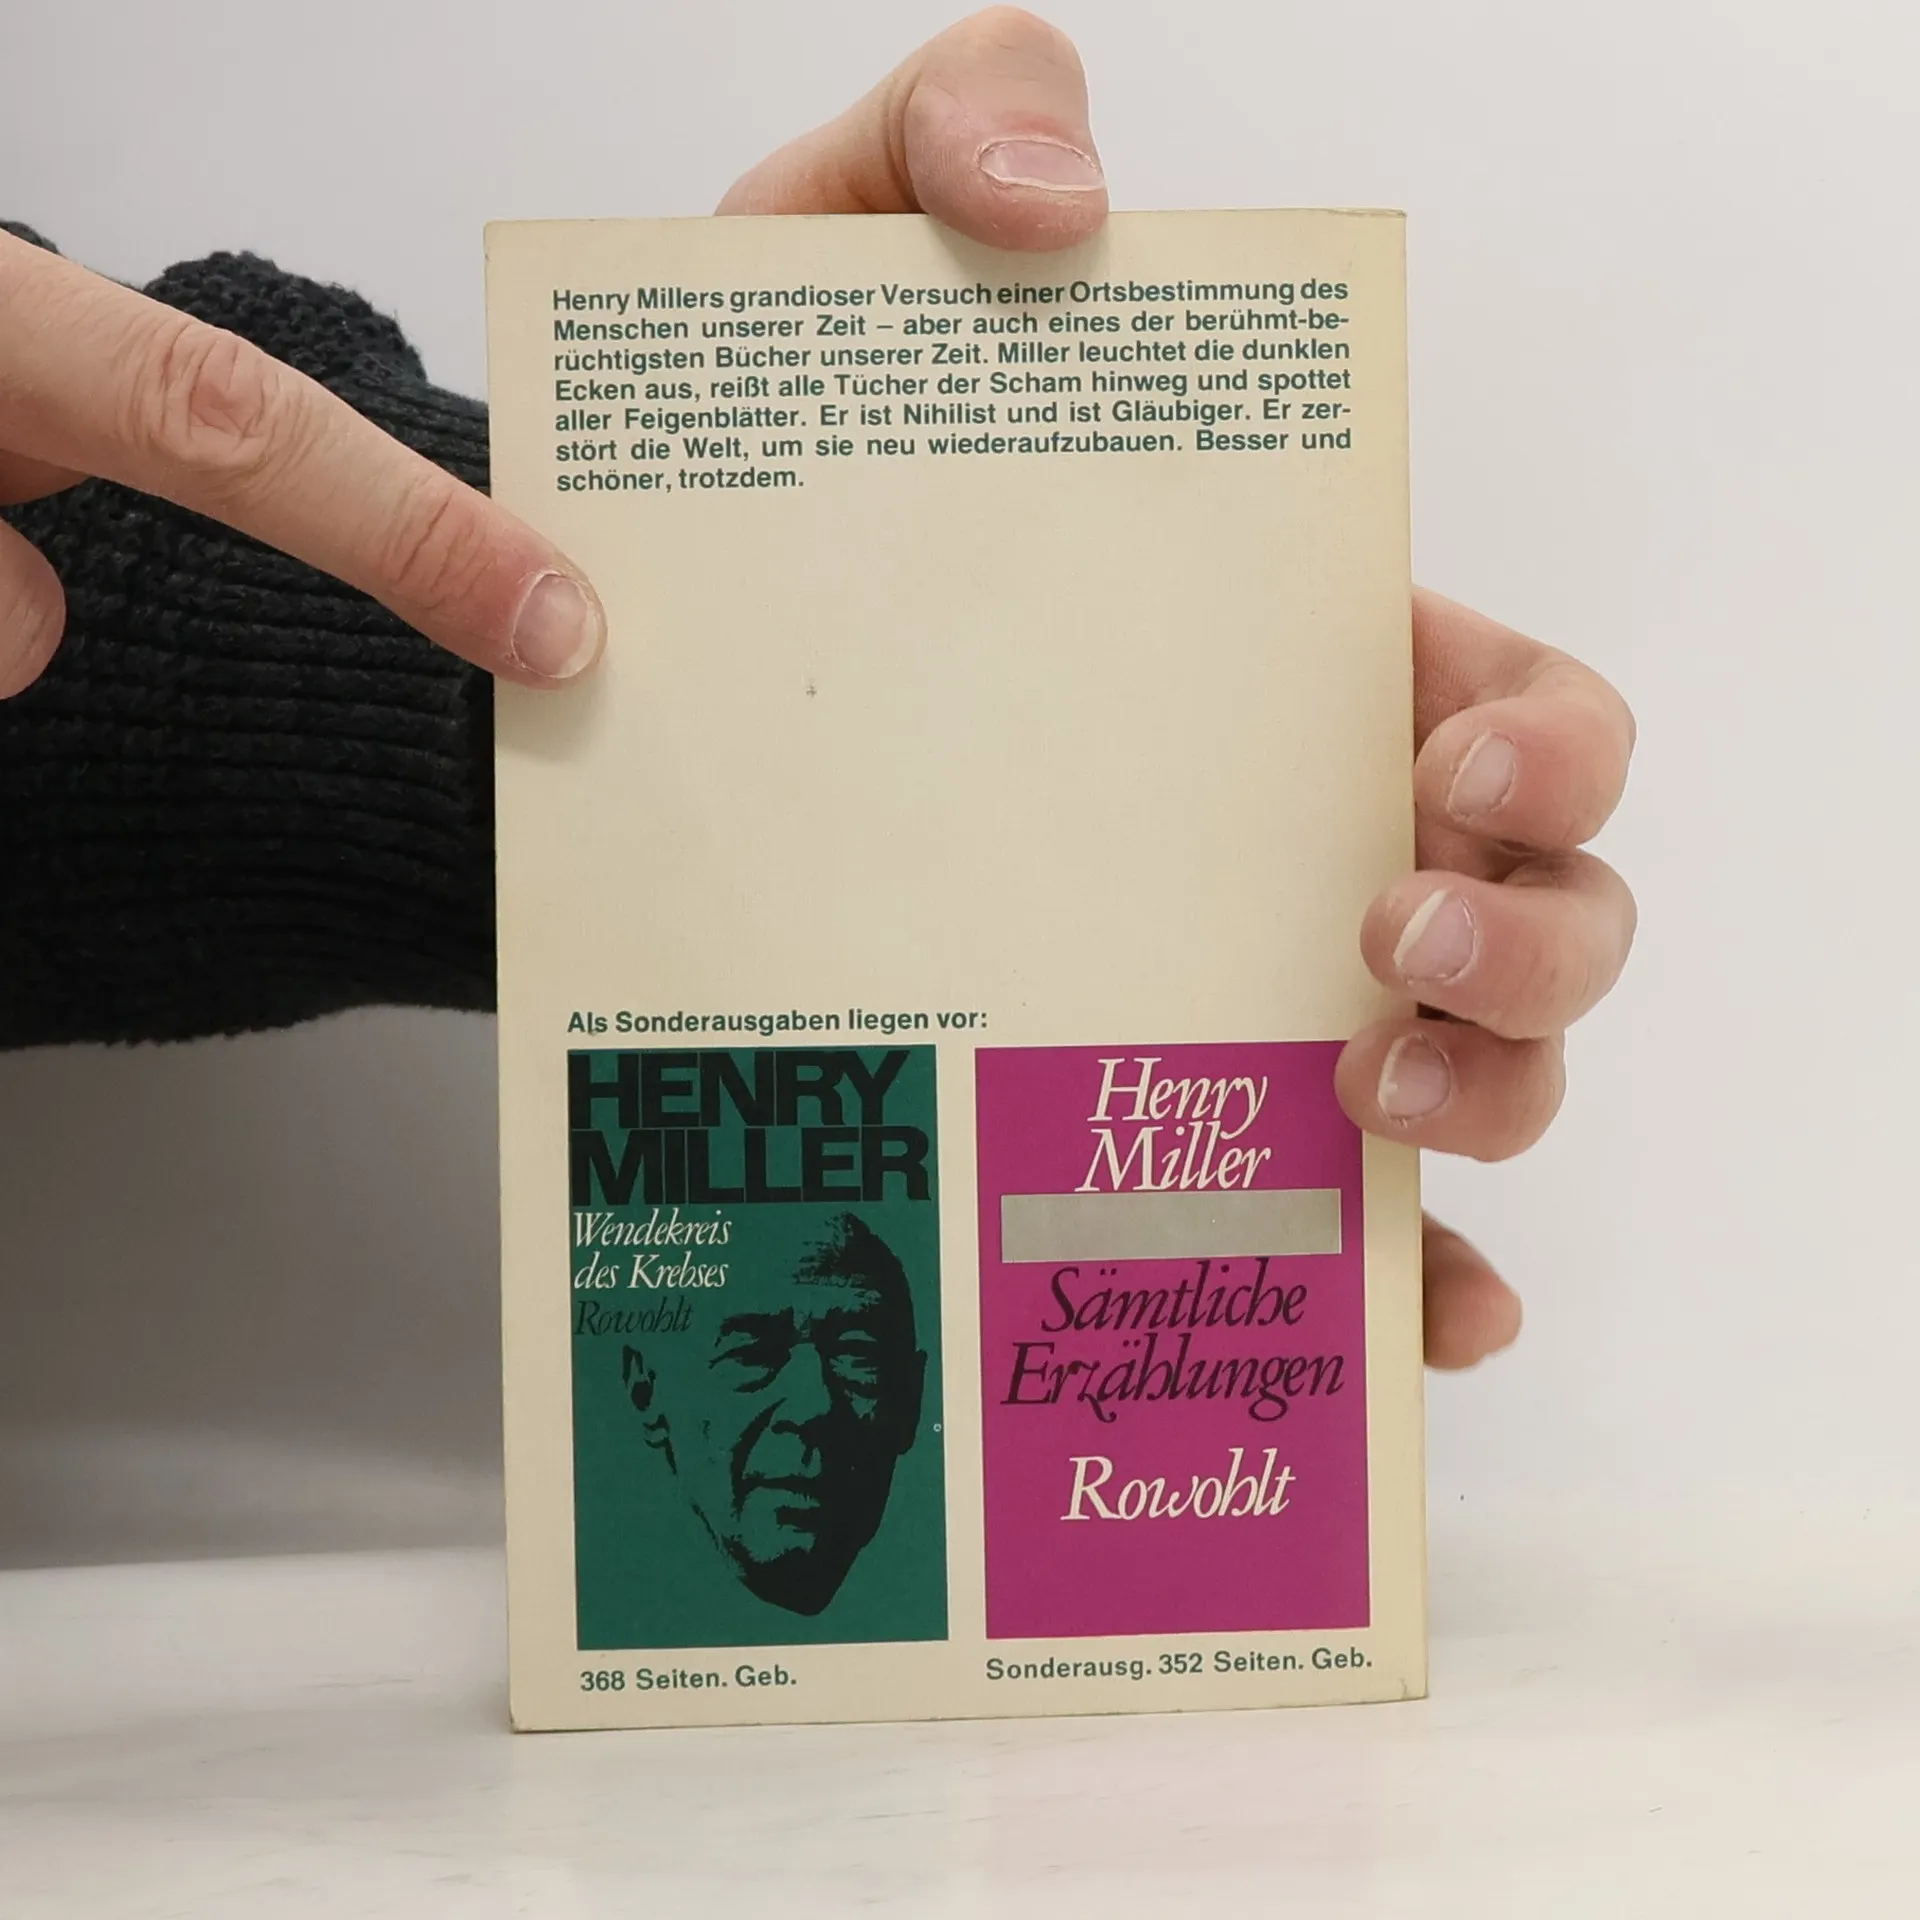 Henry Millers grandioser Versuch einer Ortsbestimmung des
Menschen unserer Zeit – aber auch eines der berühmt-be-
rüchtigsten Bücher unserer Zeit. Miller leuchtet die dunklen
Ecken aus, reißt alle Tücher der Scham hinweg und spottet
aller Feigenblätter. Er ist Nihilist und ist Gläubiger. Er zer-
stört die Welt, um sie neu wiederaufzubauen. Besser und
schöner, trotzdem.
Als Sonderausgaben liegen vor:
HENRY
MILLER
Wendekreis
des Krebses
Rowohlt
368 Seiten. Geb.
Henry
Miller
Sämtliche
Erzählungen
Rowohlt
Sonderausg. 352 Seiten. Geb.